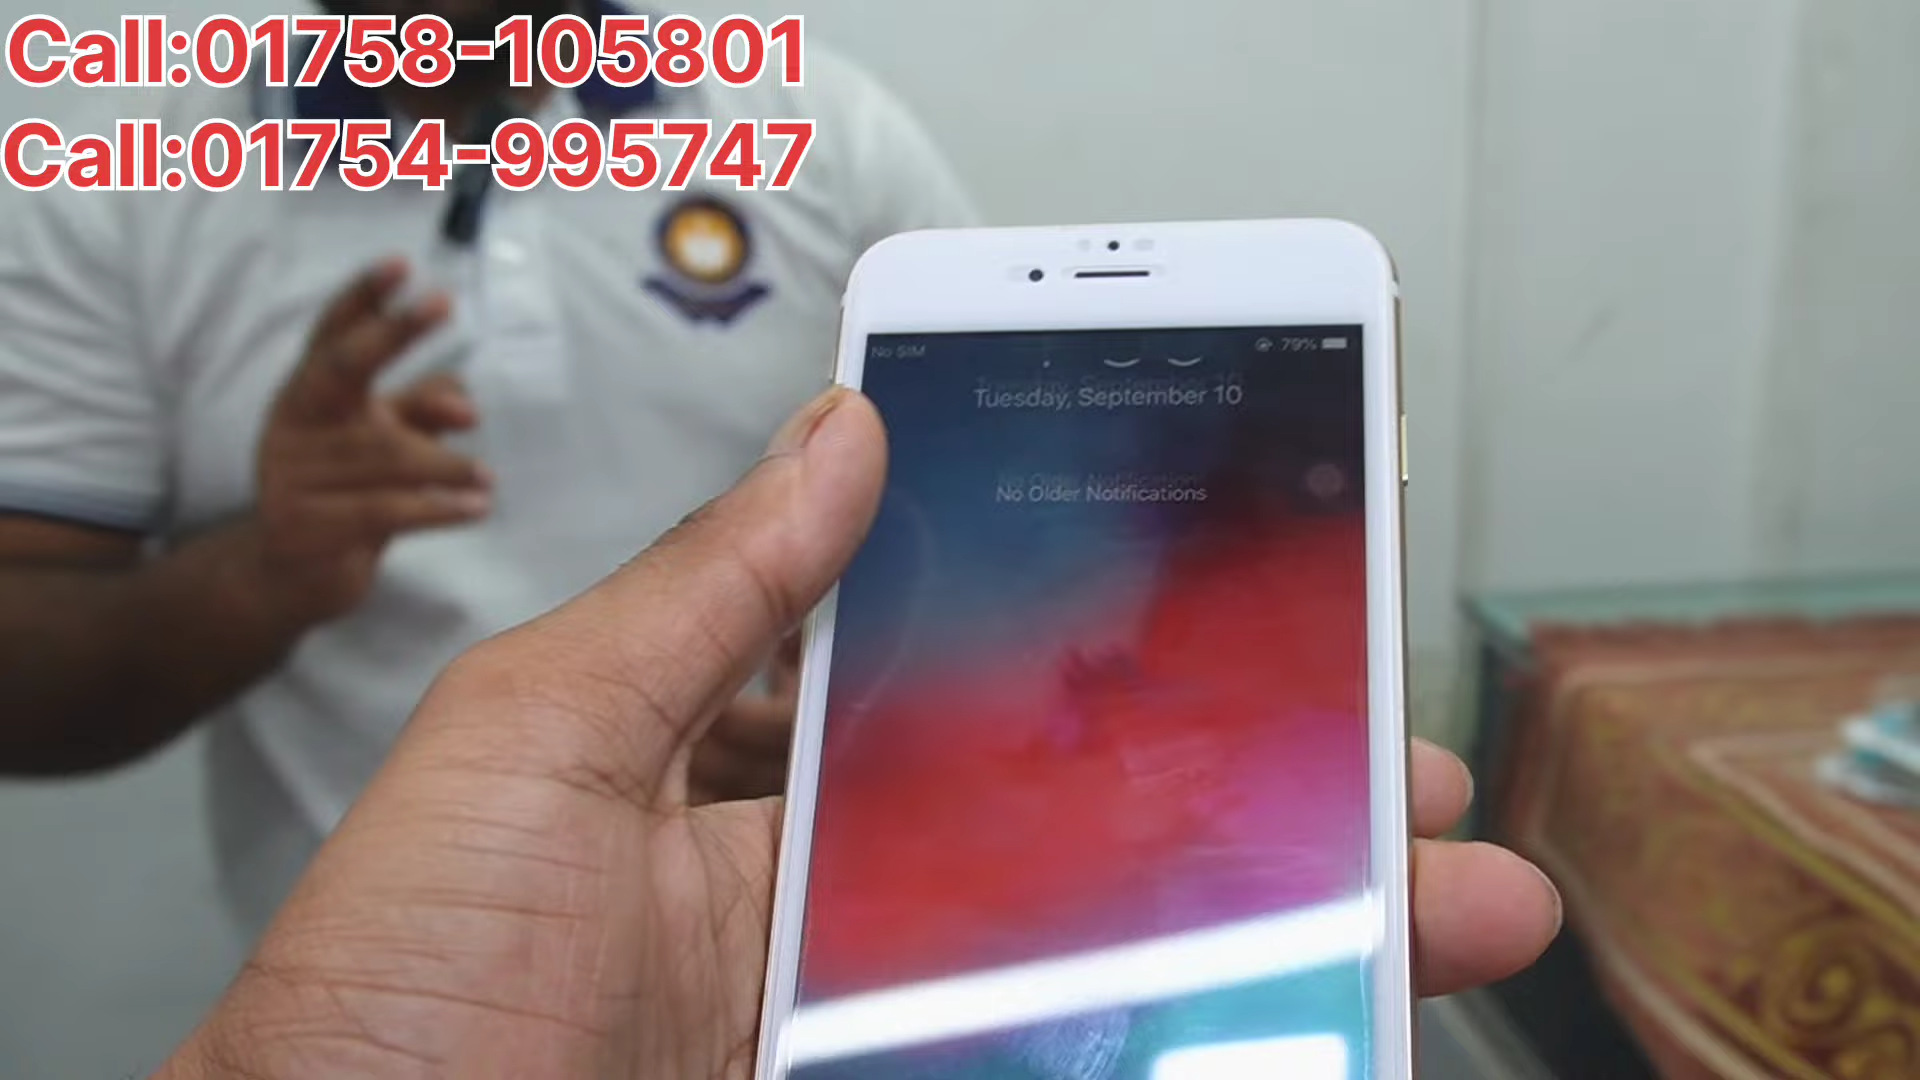 Call:01758-105801
Call:01754-995747
No SIM
79%
Tuesday, September 10
No Older Notifications